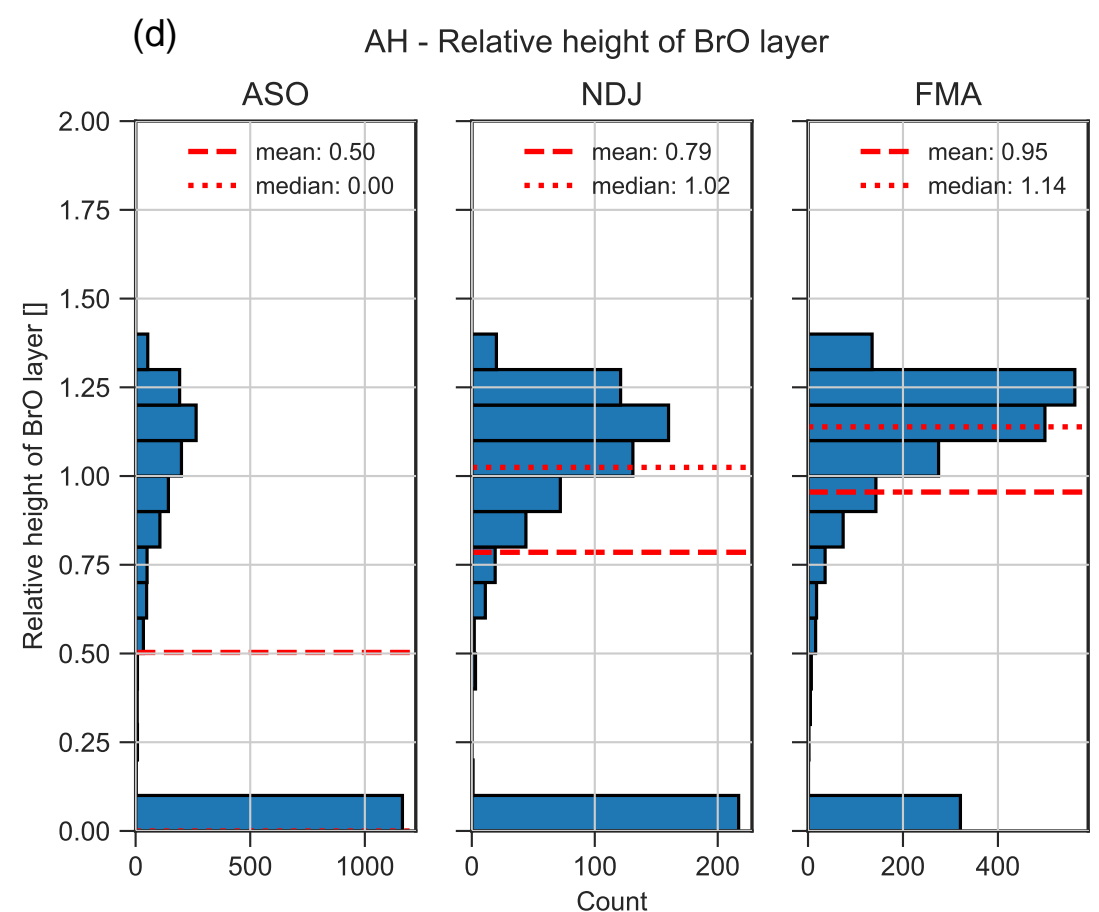 (d)
AH - Relative height of BrO layer
ASO
NDJ
FMA
mean: 0.50
median: 0.00
mean: 0.79
median: 1.02
mean: 0.95
median: 1.14
Relative height of BrO layer []
2.00
1.75
1.50
1.25
1.00
0.75
0.50
0.25
0.00
0 500 1000
0 100 200
0 200 400
Count